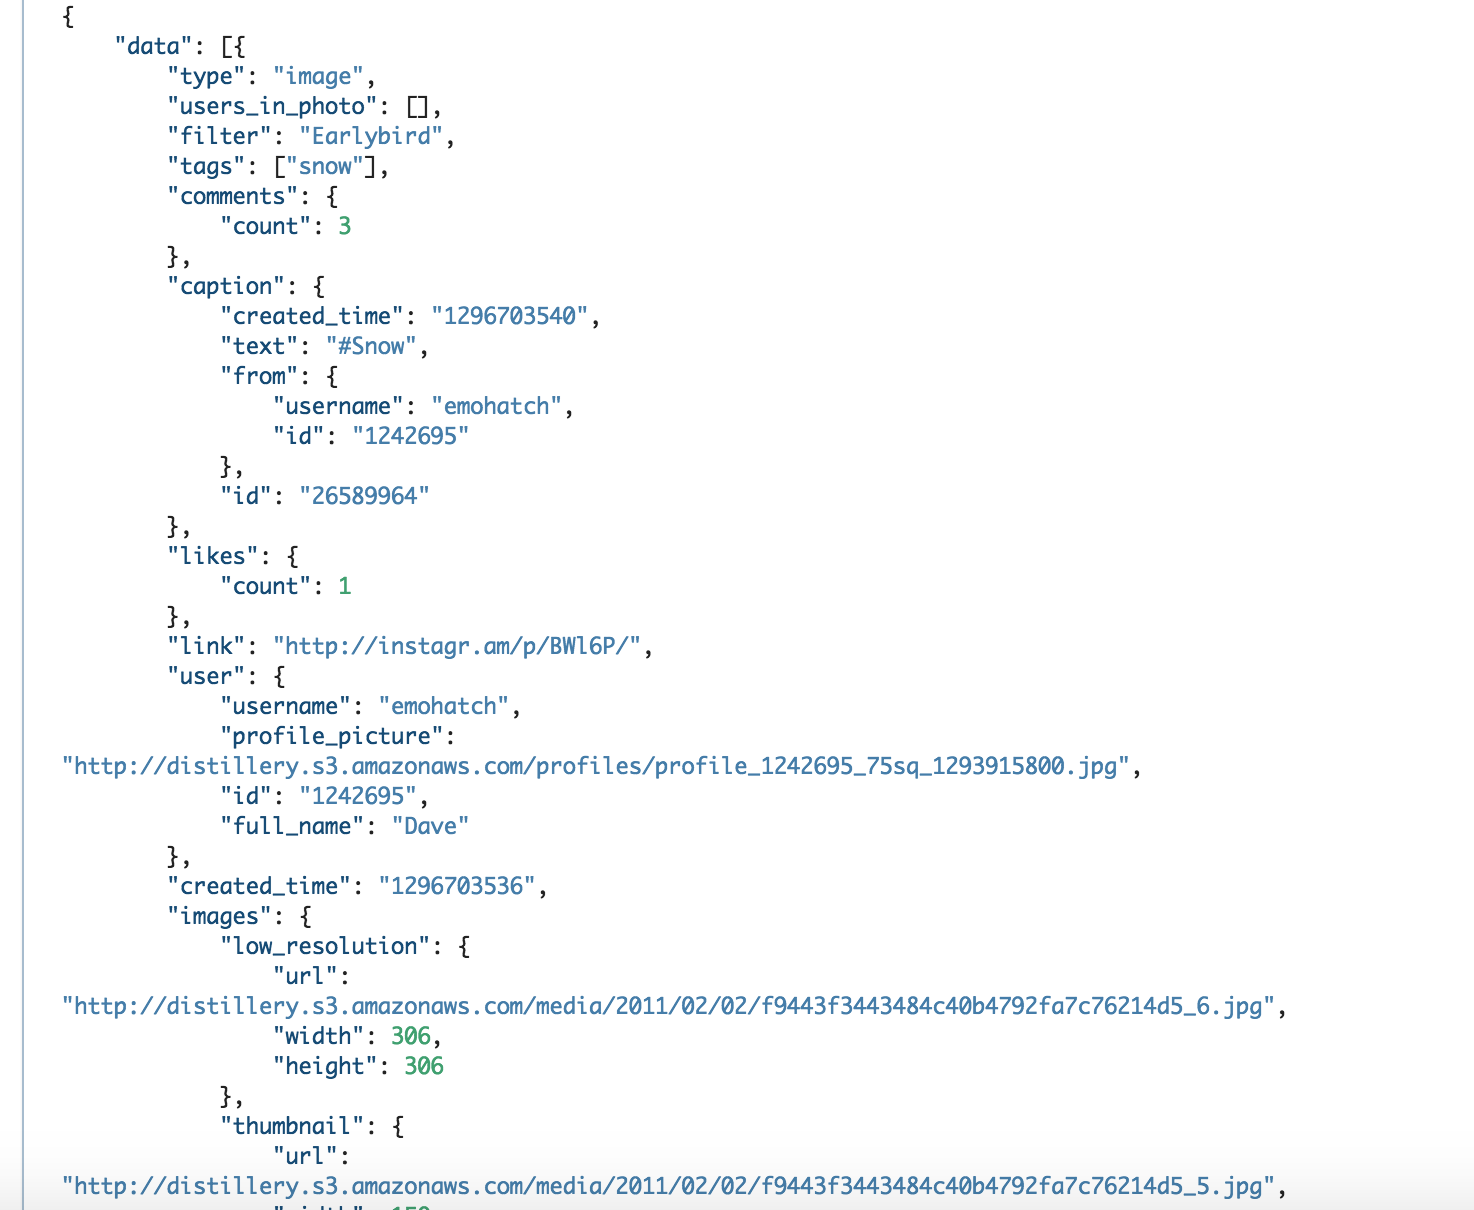 {
    "data": [{
        "type": "image",
        "users_in_photo": [],
        "filter": "Earlybird",
        "tags": ["snow"],
        "comments": {
            "count": 3
        },
        "caption": {
            "created_time": "1296703540",
            "text": "#Snow",
            "from": {
                "username": "emohatch",
                "id": "1242695"
            },
            "id": "26589964"
        },
        "likes": {
            "count": 1
        },
        "link": "http://instagr.am/p/BWl6P/",
        "user": {
            "username": "emohatch",
            "profile_picture":
"http://distillery.s3.amazonaws.com/profiles/profile_1242695_75sq_1293915800.jpg",
            "id": "1242695",
            "full_name": "Dave"
        },
        "created_time": "1296703536",
        "images": {
            "low_resolution": {
                "url":
"http://distillery.s3.amazonaws.com/media/2011/02/02/f9443f3443484c40b4792fa7c76214d5_6.jpg",
                "width": 306,
                "height": 306
            },
            "thumbnail": {
                "url":
"http://distillery.s3.amazonaws.com/media/2011/02/02/f9443f3443484c40b4792fa7c76214d5_5.jpg",